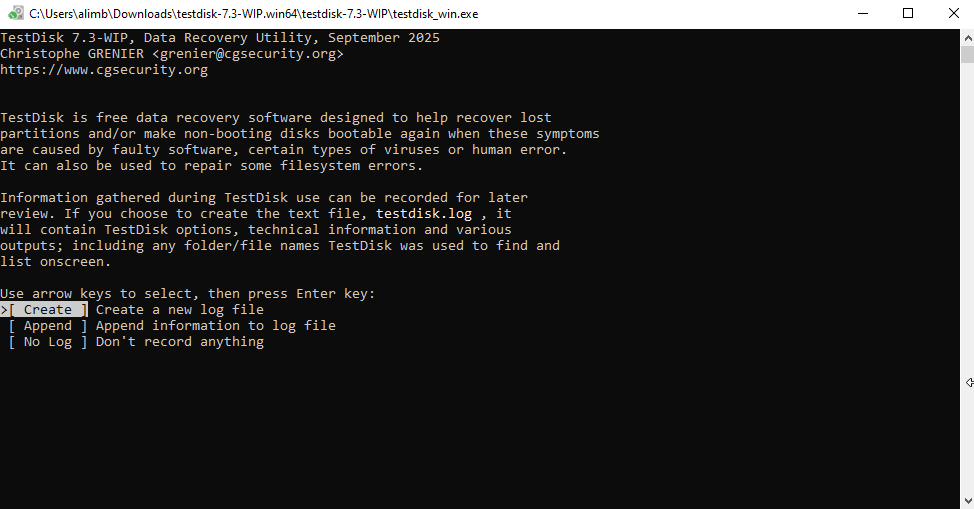 C:\Users\alimb\Downloads\testdisk-7.3-WIP.win64\testdisk-7.3-WIP\testdisk_win.exe
TestDisk 7.3-WIP, Data Recovery Utility, September 2025
Christophe GRENIER <grenier@cgsecurity.org>
https://www.cgsecurity.org
TestDisk is free data recovery software designed to help recover lost
partitions and/or make non-booting disks bootable again when these symptoms
are caused by faulty software, certain types of viruses or human error.
It can also be used to repair some filesystem errors.
Information gathered during TestDisk use can be recorded for later
review. If you choose to create the text file, testdisk.log , it
will contain TestDisk options, technical information and various
outputs; including any folder/file names TestDisk was used to find and
list onscreen.
Use arrow keys to select, then press Enter key:
>[ Create ] Create a new log file
[ Append ] Append information to log file
[ No Log ] Don't record anything